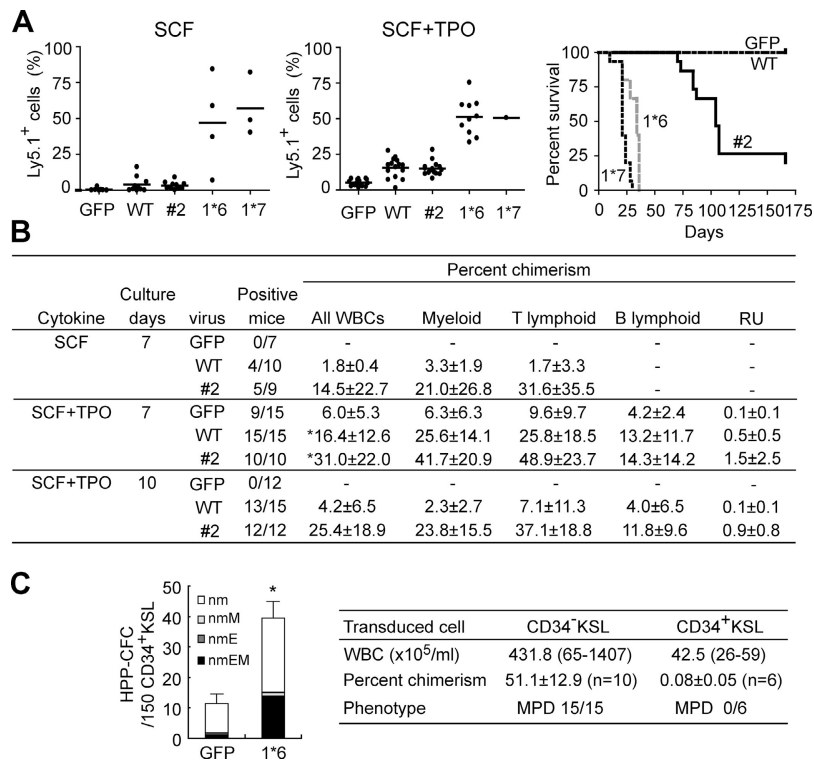 A
SCF
Ly5.1+ cells (%)
100
75
50
25
0
GFP WT #2 1*6 1*7
SCF+TPO
Ly5.1+ cells (%)
100
75
50
25
0
GFP WT #2 1*6 1*7
Percent survival
100
75
50
25
0
GFP
WT
1*6
#2
1*7
0 25 50 75 100 125 150 175
Days
B
Percent chimerism
Culture Positive
Cytokine days virus mice All WBCs Myeloid T lymphoid B lymphoid RU
SCF 7 GFP 0/7 - - - - -
WT 4/10 1.8±0.4 3.3±1.9 1.7±3.3 - -
#2 5/9 14.5±22.7 21.0±26.8 31.6±35.5 - -
SCF+TPO 7 GFP 9/15 6.0±5.3 6.3±6.3 9.6±9.7 4.2±2.4 0.1±0.1
WT 15/15 *16.4±12.6 25.6±14.1 25.8±18.5 13.2±11.7 0.5±0.5
#2 10/10 *31.0±22.0 41.7±20.9 48.9±23.7 14.3±14.2 1.5±2.5
SCF+TPO 10 GFP 0/12 - - - - -
WT 13/15 4.2±6.5 2.3±2.7 7.1±11.3 4.0±6.5 0.1±0.1
#2 12/12 25.4±18.9 23.8±15.5 37.1±18.8 11.8±9.6 0.9±0.8
C
HPP-CFC
/150 CD34+KSL
50
40
30
20
10
0
nm
nmM
nmE
nmEM
*
GFP 1*6
Transduced cell CD34-KSL CD34+KSL
WBC (x105/ml) 431.8 (65-1407) 42.5 (26-59)
Percent chimerism 51.1±12.9 (n=10) 0.08±0.05 (n=6)
Phenotype MPD 15/15 MPD 0/6